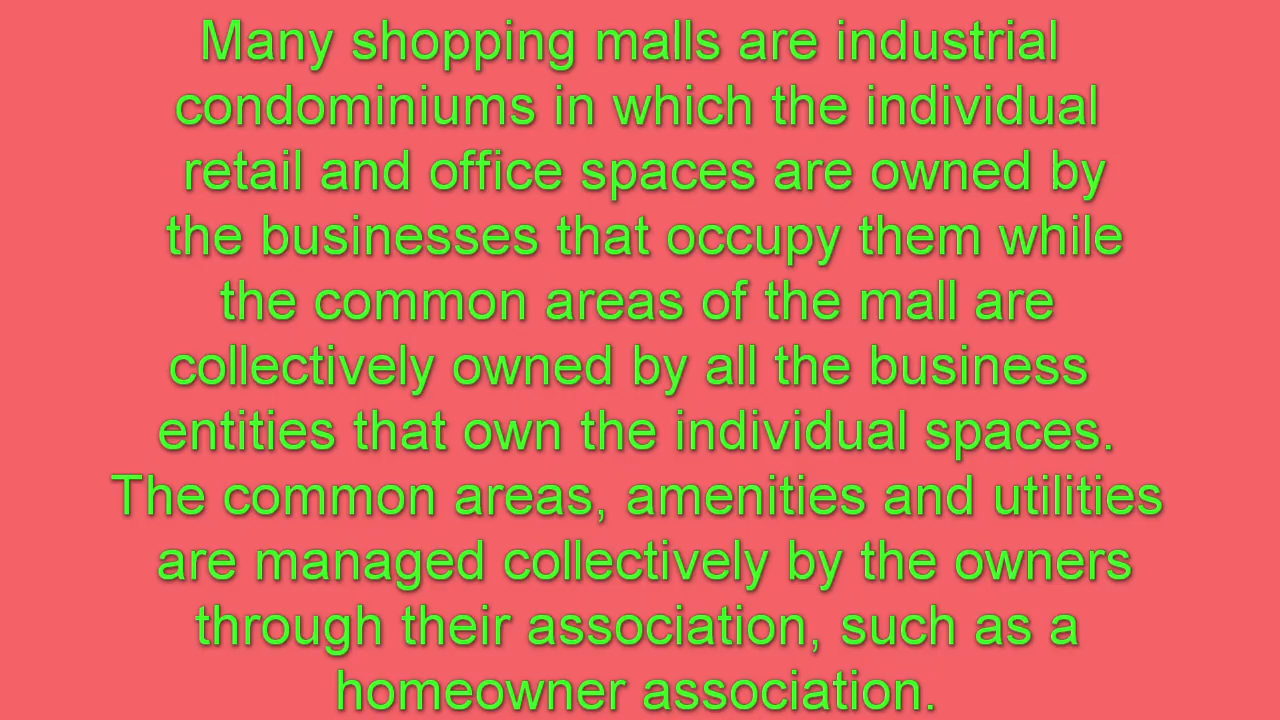 Many shopping malls are industrial
condominiums in which the individual
retail and office spaces are owned by
the businesses that occupy them while
the common areas of the mall are
collectively owned by all the business
entities that own the individual spaces.
The common areas, amenities and utilities
are managed collectively by the owners
through their association, such as a
homeowner association.